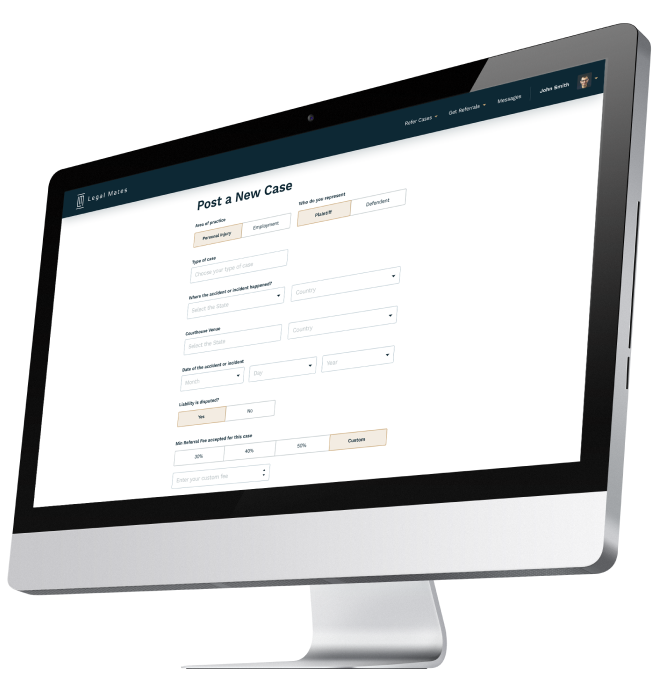 Legal Mates
Refer Cases
Get Referrals
Messages
John Smith
Post a New Case
Area of practice
Who do you represent
Personal Injury
Employment
Plaintiff
Defendent
Type of case
Choose your type of case
Where the accident or incident happened?
Select the State
Country
Courthouse Venue
Select the State
Country
Date of the accident or incident
Month
Day
Year
Liability is disputed?
Yes
No
Min Referral Fee accepted for this case
30%
40%
50%
Custom
Enter your custom fee